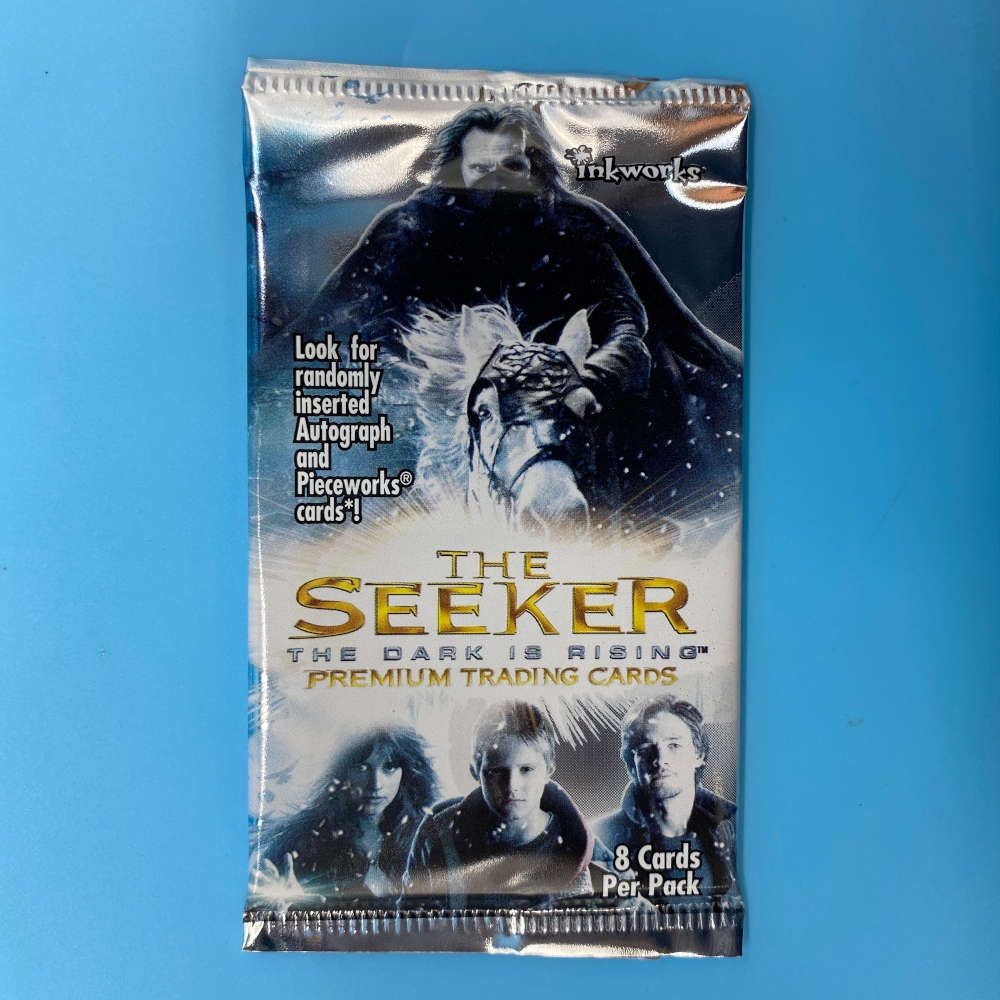 Inkworks
Look for
randomly
inserted
Autograph
and
Pieceworks®
cards*!
THE
SEEKER
THE DARK IS RISING™
PREMIUM TRADING CARDS
8 Cards
Per Pack